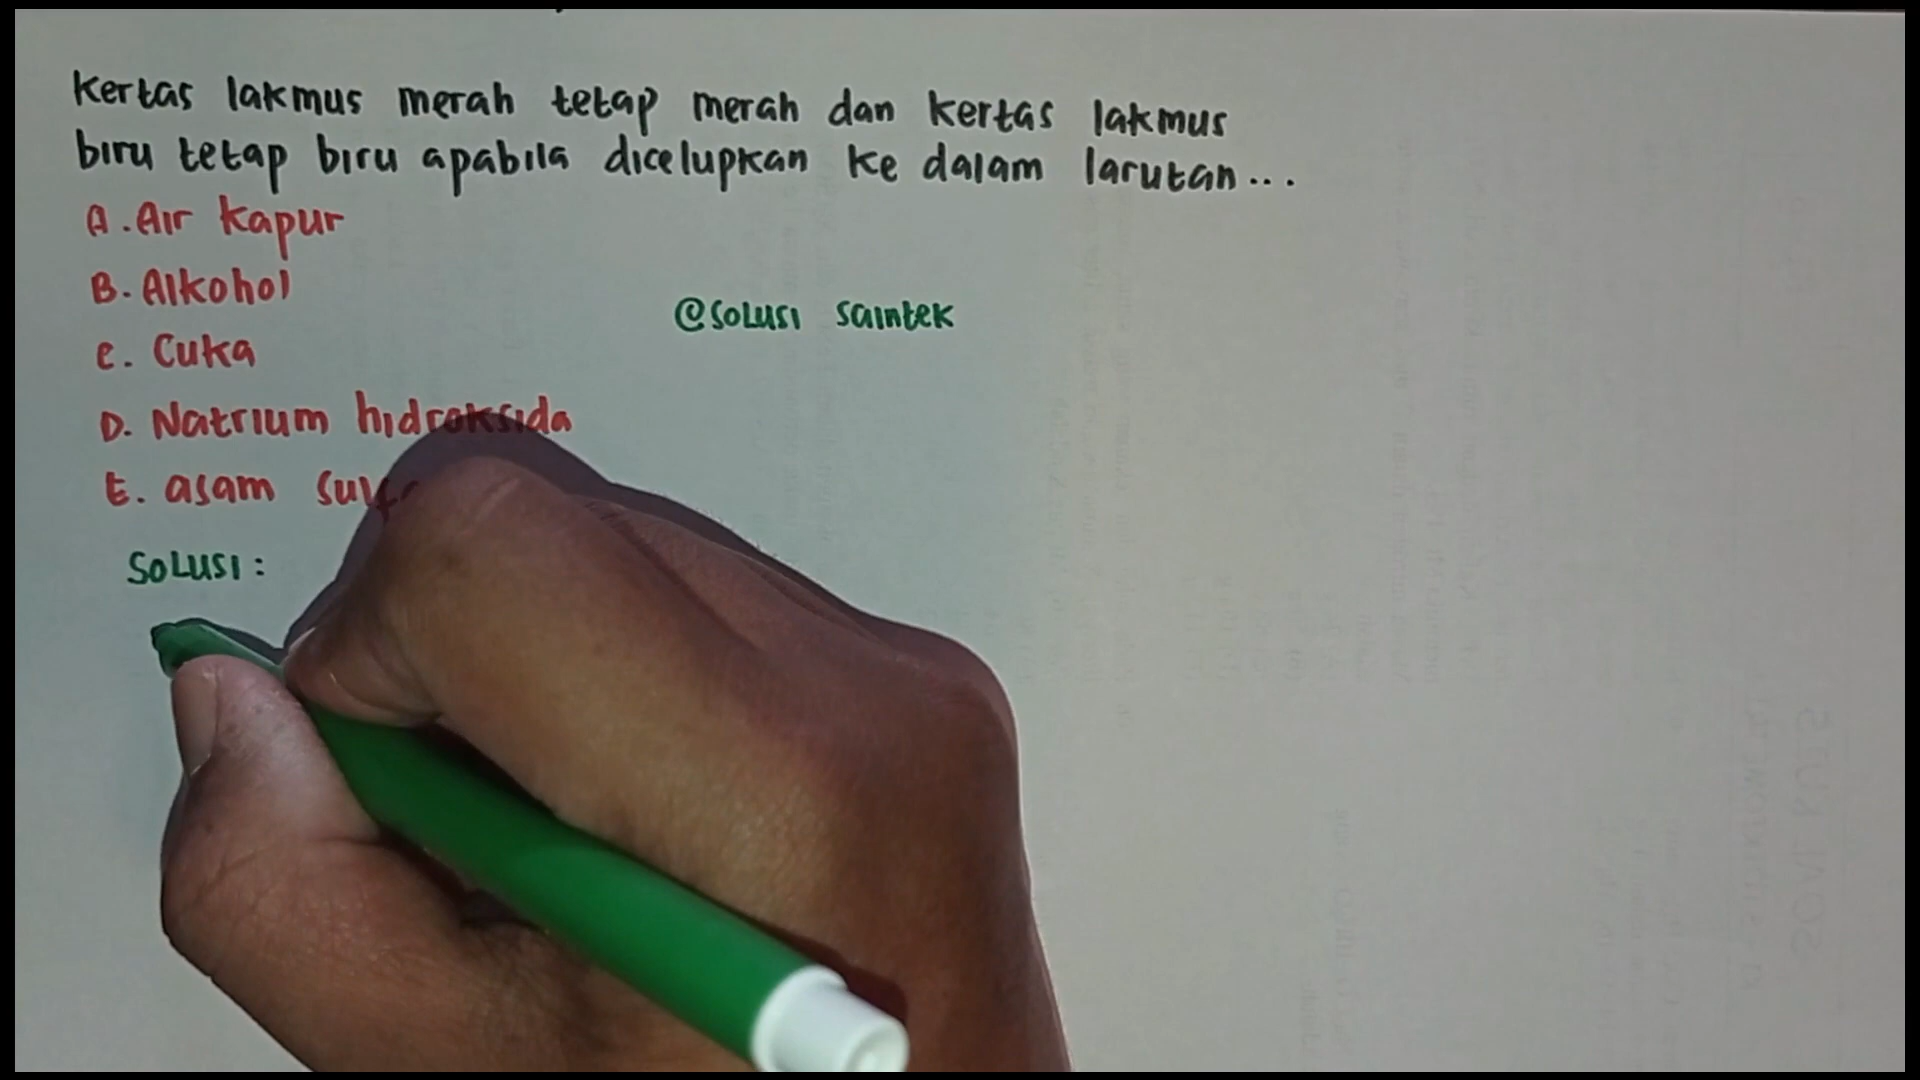 Kertas lakmus merah tetap merah dan kertas lakmus
biru tetap biru apabila dicelupkan ke dalam larutan...
A. Air kapur
B. Alkohol
@solusi saintek
c. Cuka
D. Natrium hidroksida
E. asam
SOLUSI: